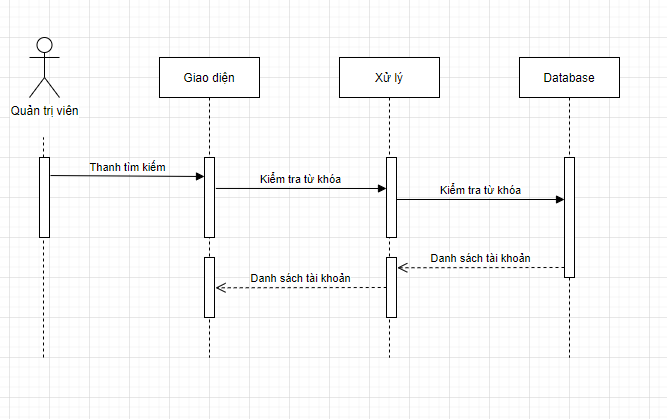 Giao diện
Xử lý
Database
Quản trị viên
Thanh tìm kiếm
Kiểm tra từ khóa
Kiểm tra từ khóa
Danh sách tài khoản
Danh sách tài khoản